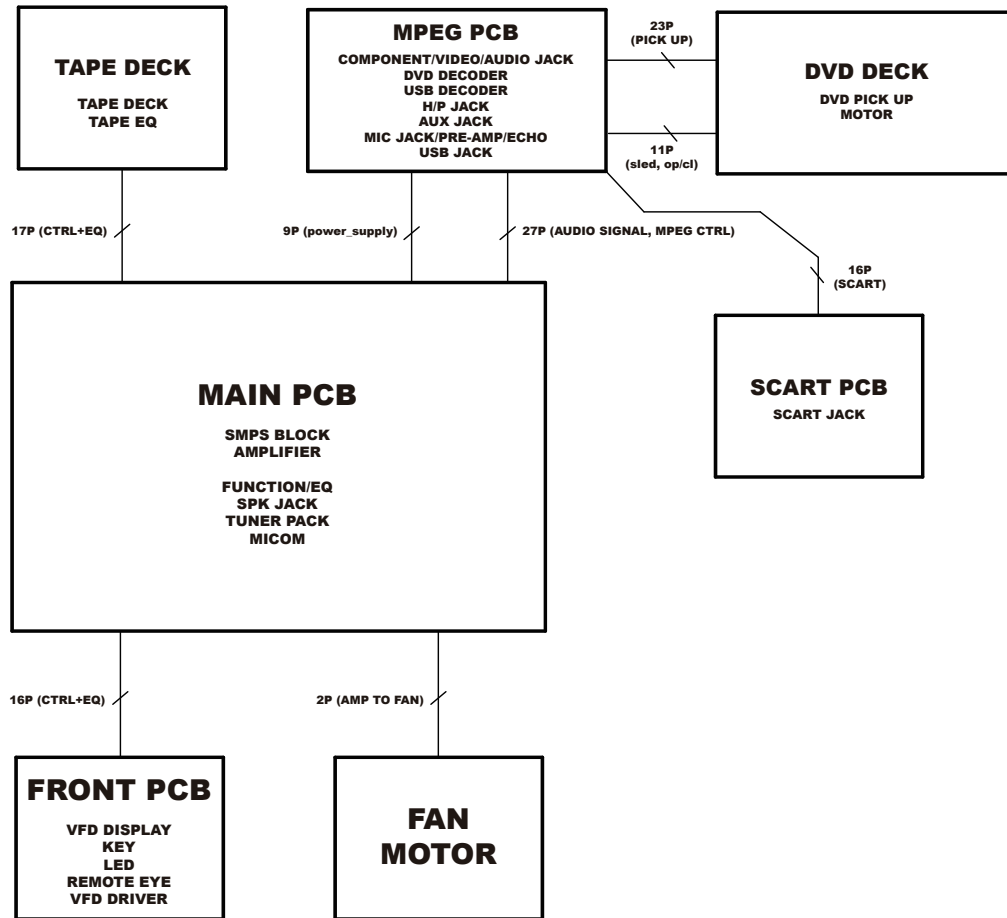 TAPE DECK
TAPE DECK
TAPE EQ
MPEG PCB
COMPONENT/VIDEO/AUDIO JACK
DVD DECODER
USB DECODER
H/P JACK
AUX JACK
MIC JACK/PRE-AMP/ECHO
USB JACK
23P
(PICK UP)
11P
(sled, op/cl)
DVD DECK
DVD PICK UP
MOTOR
17P (CTRL+EQ)
9P (power_supply)
27P (AUDIO SIGNAL, MPEG CTRL)
16P
(SCART)
MAIN PCB
SMPS BLOCK
AMPLIFIER
FUNCTION/EQ
SPK JACK
TUNER PACK
MICOM
SCART PCB
SCART JACK
16P (CTRL+EQ)
2P (AMP TO FAN)
FRONT PCB
VFD DISPLAY
KEY
LED
REMOTE EYE
VFD DRIVER
FAN
MOTOR